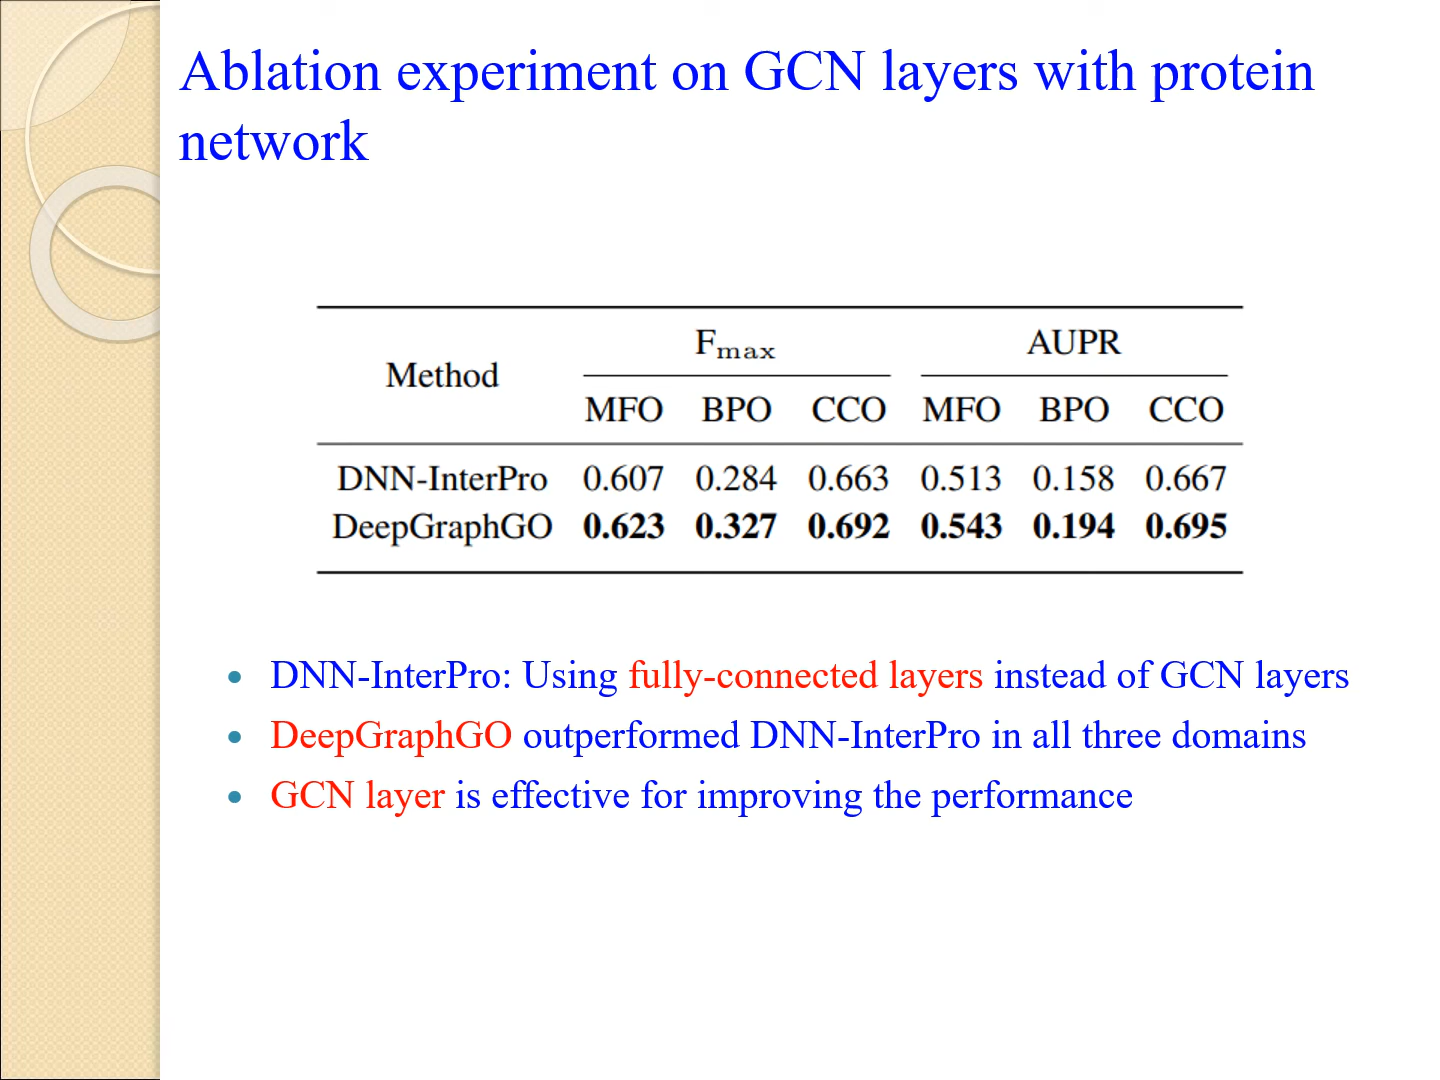 Ablation experiment on GCN layers with protein
network
Method Fmax AUPR
MFO BPO CCO MFO BPO CCO
DNN-InterPro 0.607 0.284 0.663 0.513 0.158 0.667
DeepGraphGO 0.623 0.327 0.692 0.543 0.194 0.695
• DNN-InterPro: Using fully-connected layers instead of GCN layers
• DeepGraphGO outperformed DNN-InterPro in all three domains
• GCN layer is effective for improving the performance